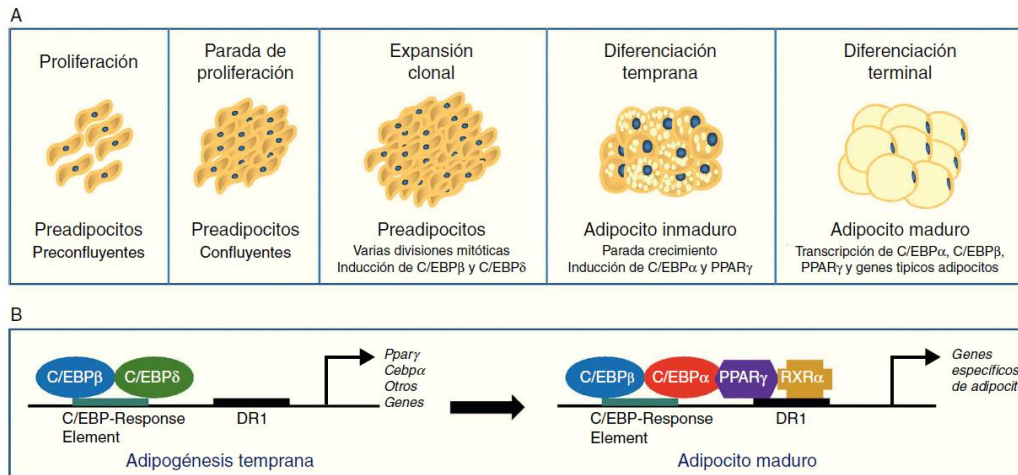 A
Proliferación
Preadipocitos
Preconfluyentes
Parada de
proliferación
Preadipocitos
Confluyentes
Expansión
clonal
Preadipocitos
Varias divisiones mitóticas
Inducción de C/EBPβ y C/EBPδ
Diferenciación
temprana
Adipocito inmaduro
Parada crecimiento
Inducción de C/EBPα y PPARγ
Diferenciación
terminal
Adipocito maduro
Transcripción de C/EBPα, C/EBPβ,
PPARγ y genes tipicos adipocitos
B
C/EBPβ
C/EBPδ
Pparγ
Cebpα
Otros
Genes
C/EBP-Response
Element
DR1
Adipogénesis temprana
C/EBPβ
C/EBPα
PPARγ
RXRα
Genes
específicos
de adipocit
C/EBP-Response
Element
DR1
Adipocito maduro